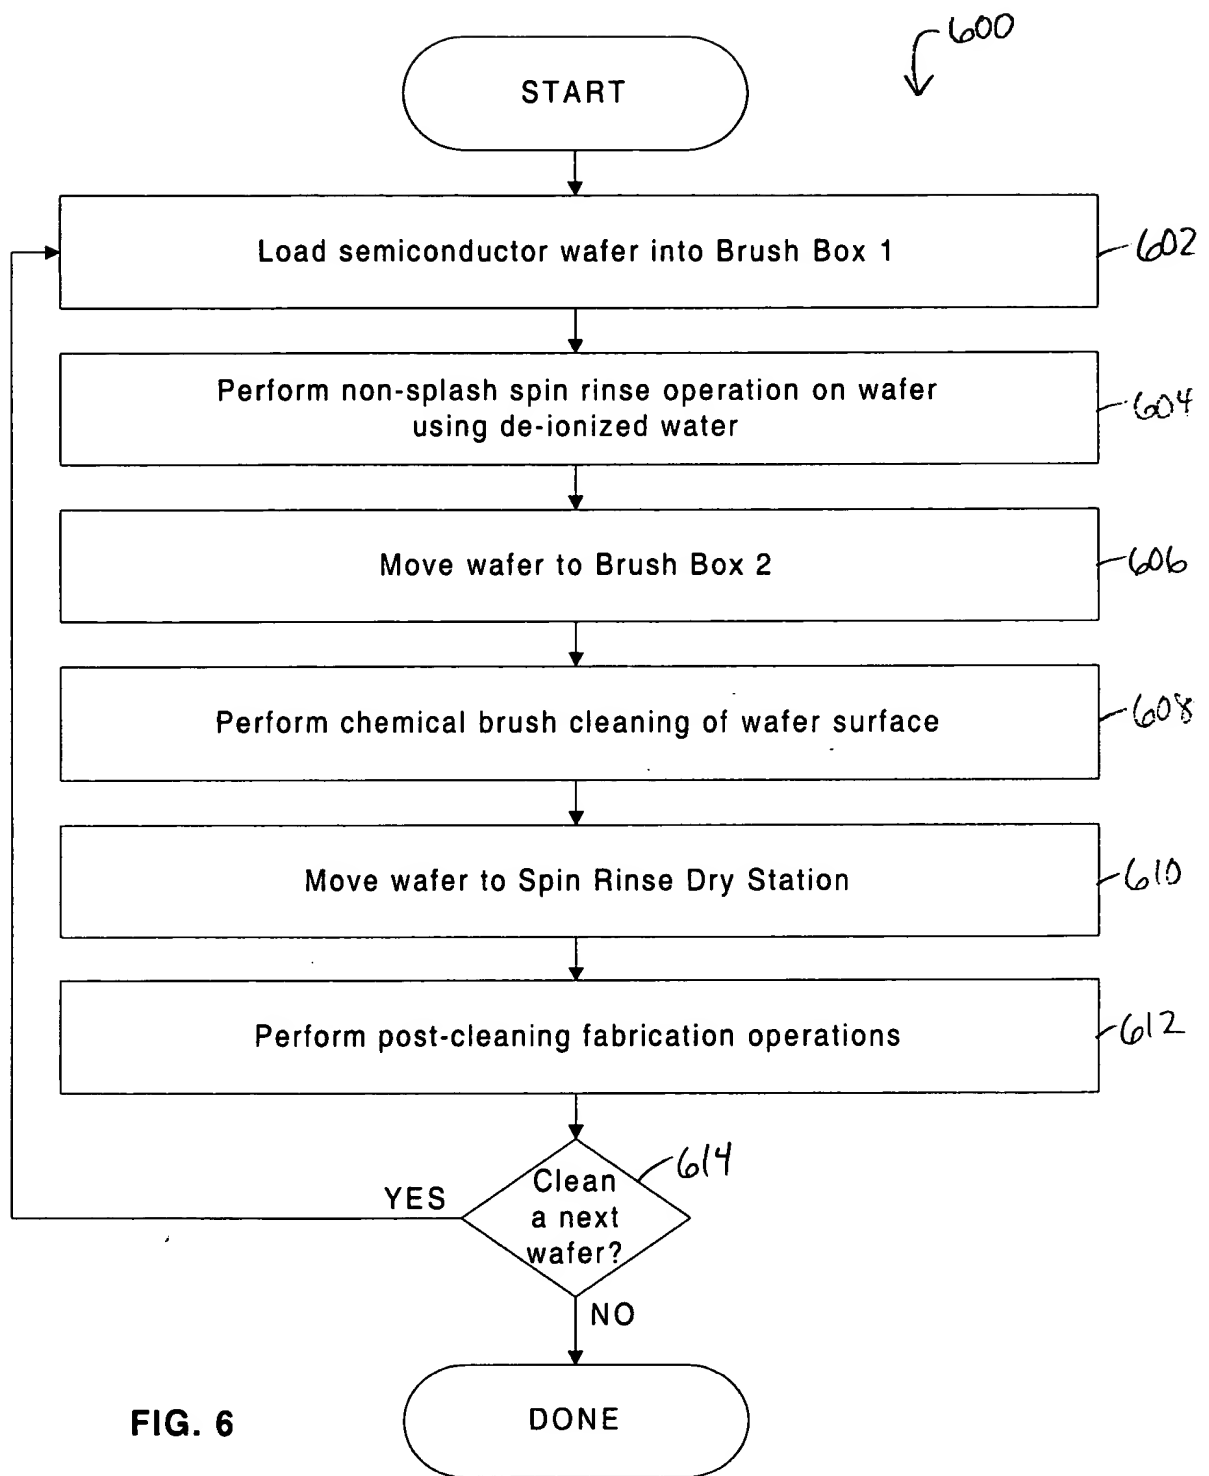 600
START
Load semiconductor wafer into Brush Box 1
602
Perform non-splash spin rinse operation on wafer
using de-ionized water
604
Move wafer to Brush Box 2
606
Perform chemical brush cleaning of wafer surface
608
Move wafer to Spin Rinse Dry Station
610
Perform post-cleaning fabrication operations
612
614
Clean
a next
wafer?
YES
NO
DONE
FIG. 6